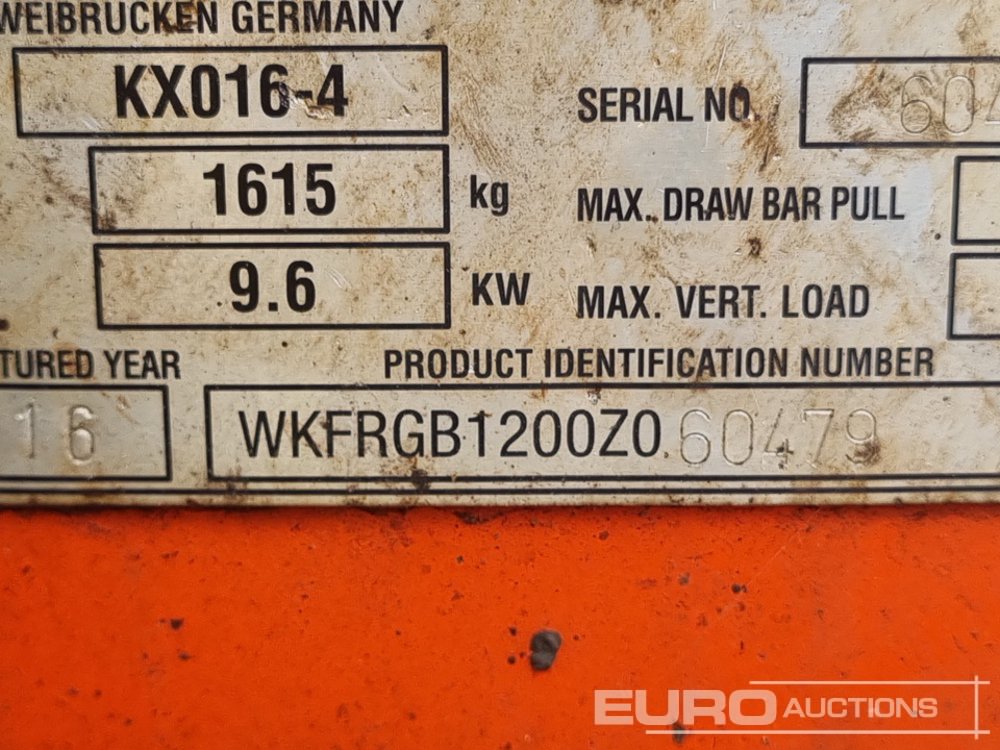 WEIBRUCKEN GERMANY
KX016-4
SERIAL NO. 604
1615 kg
MAX. DRAW BAR PULL
9.6 KW
MAX. VERT. LOAD
TURED YEAR
PRODUCT IDENTIFICATION NUMBER
16
WKFRGB1200Z060479
EURO AUCTIONS